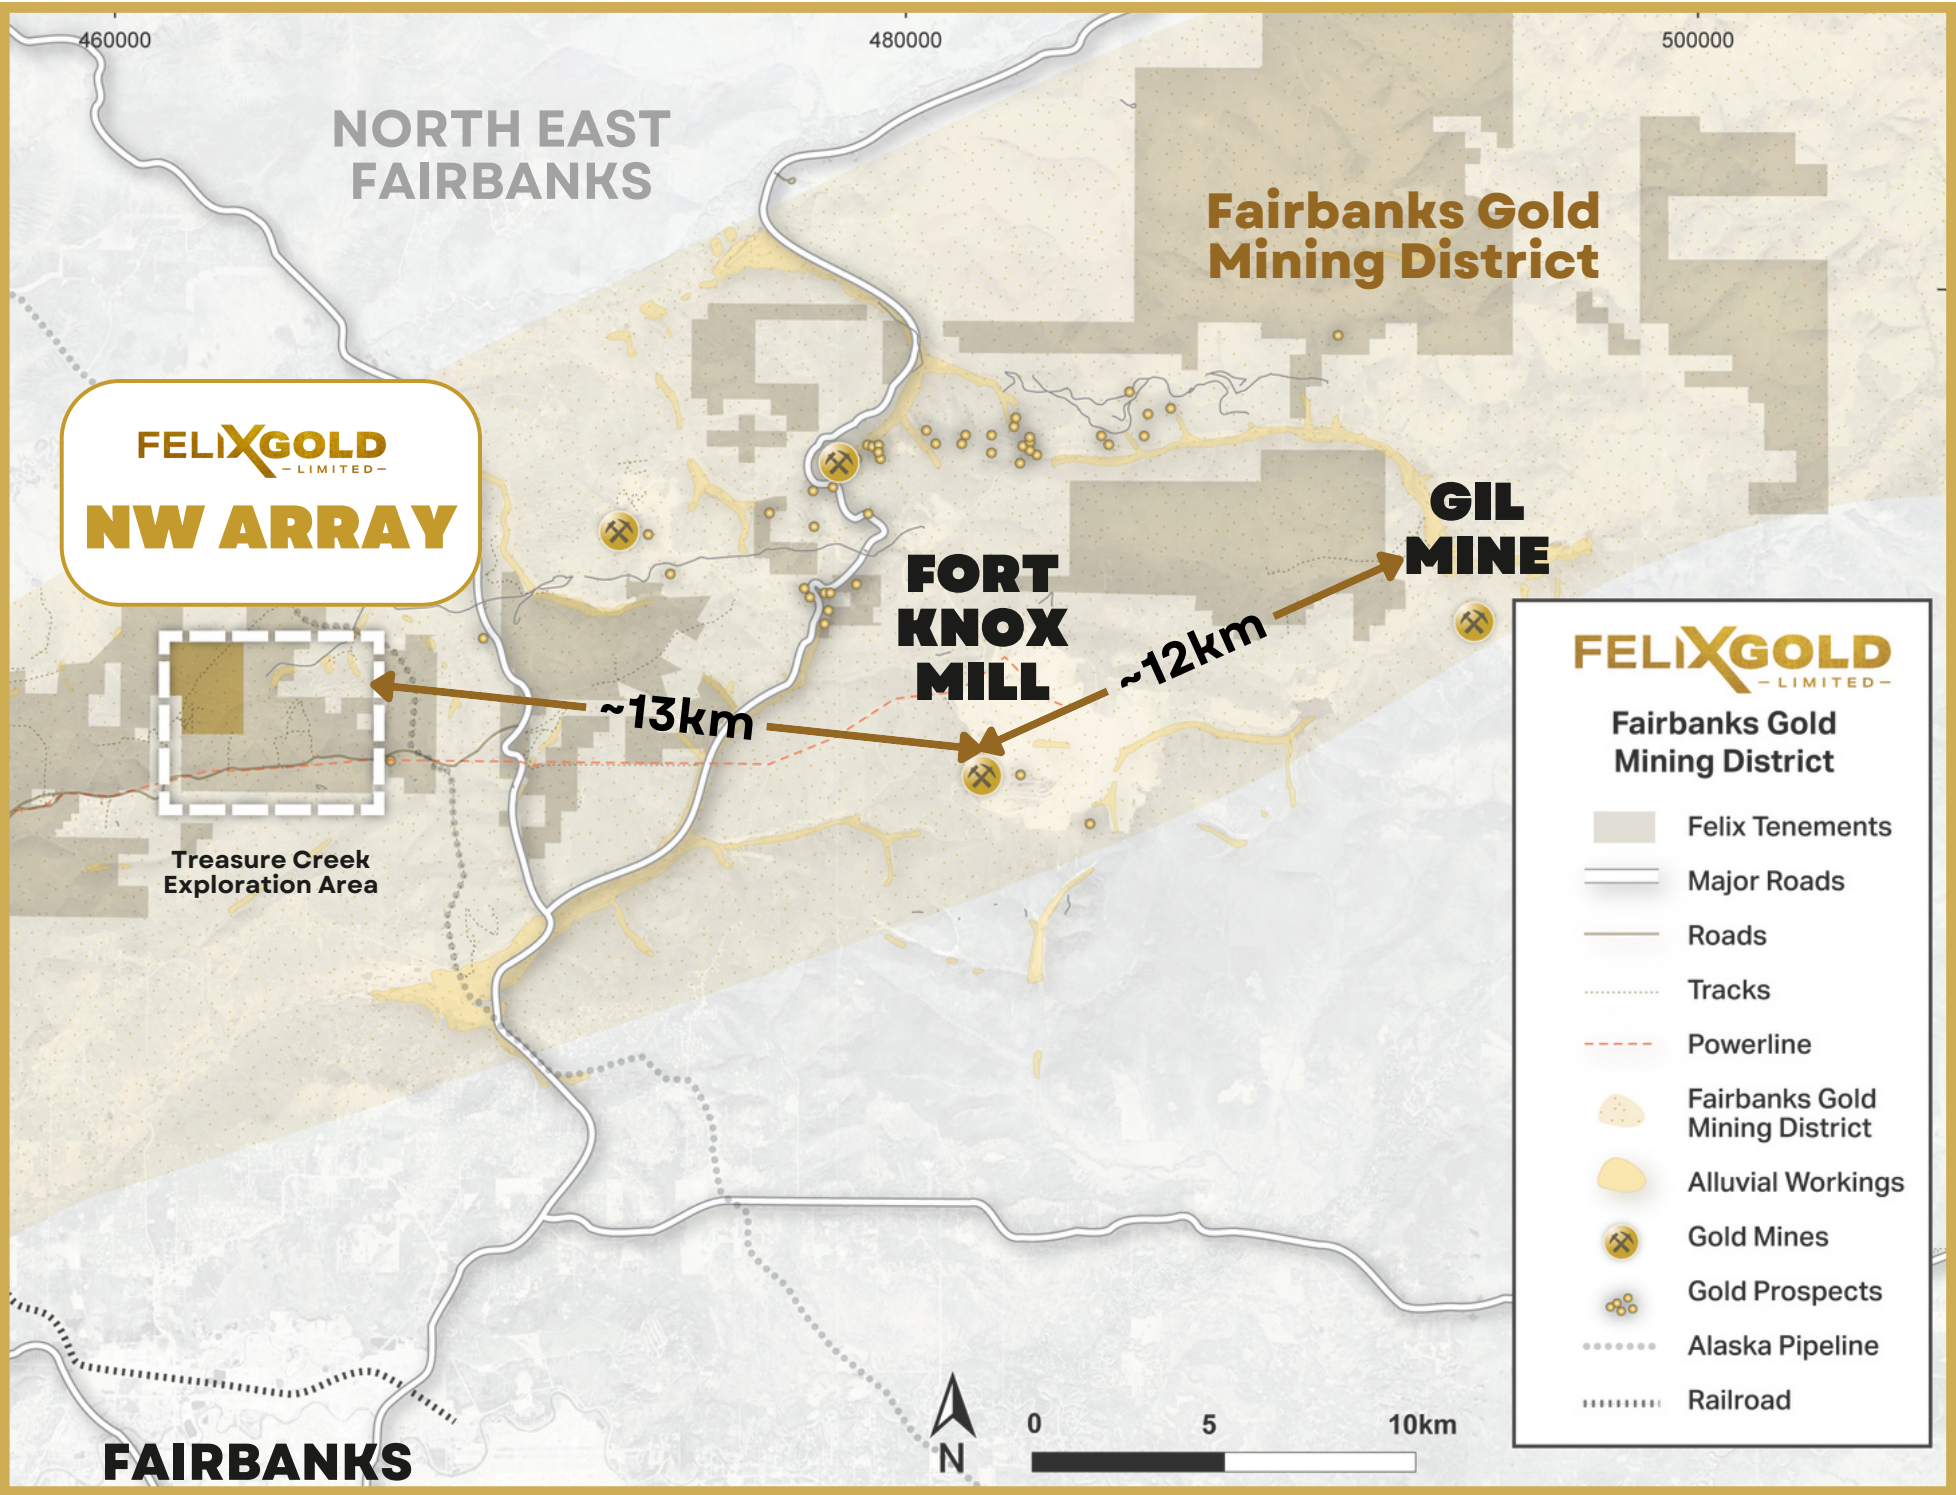 460000
480000
500000
NORTH EAST
FAIRBANKS
Fairbanks Gold
Mining District
FELIXGOLD
LIMITED
NW ARRAY
GIL
MINE
FORT
KNOX
MILL
~12km
~13km
Treasure Creek
Exploration Area
FELIXGOLD
LIMITED
Fairbanks Gold
Mining District
Felix Tenements
Major Roads
Roads
Tracks
Powerline
Fairbanks Gold
Mining District
Alluvial Workings
Gold Mines
Gold Prospects
Alaska Pipeline
Railroad
N
0 5 10km
FAIRBANKS